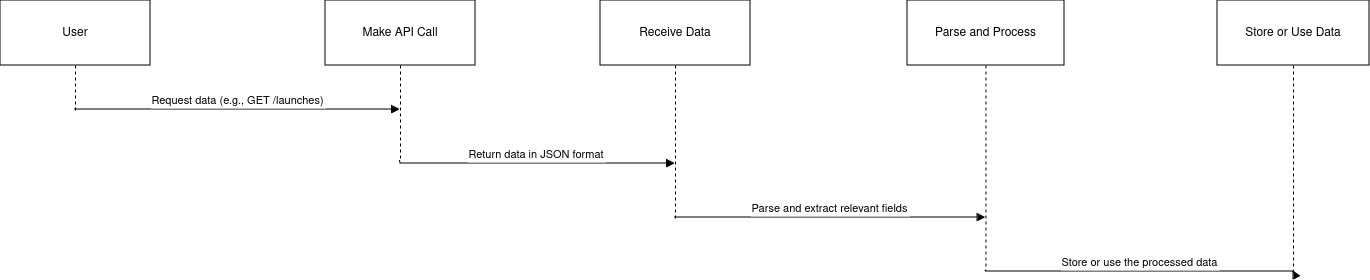 User
Make API Call
Receive Data
Parse and Process
Store or Use Data
Request data (e.g., GET /launches)
Return data in JSON format
Parse and extract relevant fields
Store or use the processed data